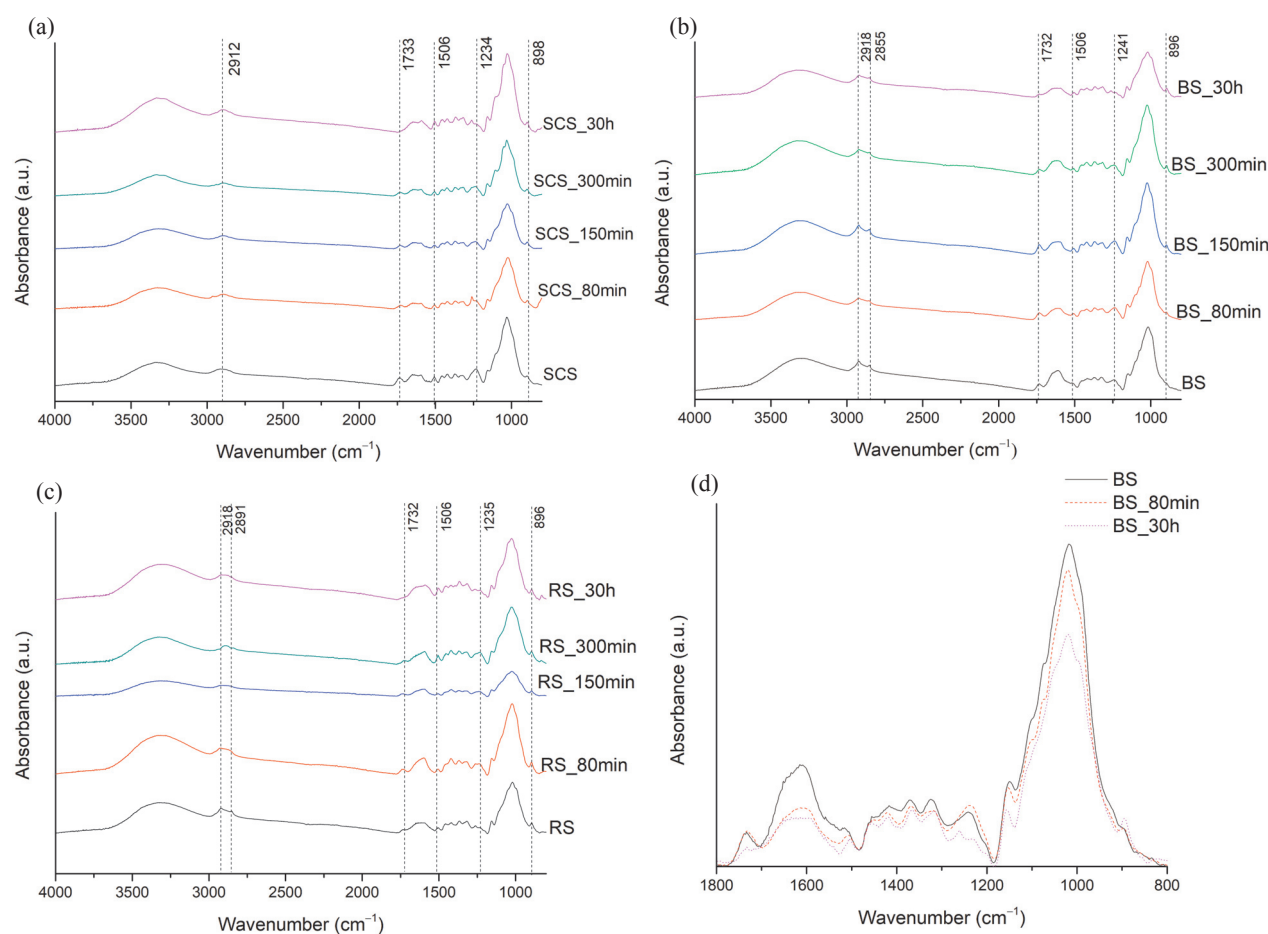 (a)
2912
1733
1506
1234
898
SCS_30h
SCS_300min
SCS_150min
SCS_80min
SCS
Absorbance (a.u.)
4000 3500 3000 2500 2000 1500 1000
Wavenumber (cm⁻¹)
(b)
2918
2855
1732
1506
1241
896
BS_30h
BS_300min
BS_150min
BS_80min
BS
Absorbance (a.u.)
4000 3500 3000 2500 2000 1500 1000
Wavenumber (cm⁻¹)
(c)
2918
2891
1732
1506
1235
896
RS_30h
RS_300min
RS_150min
RS_80min
RS
Absorbance (a.u.)
4000 3500 3000 2500 2000 1500 1000
Wavenumber (cm⁻¹)
(d)
BS
BS_80min
BS_30h
Absorbance (a.u.)
1800 1600 1400 1200 1000 800
Wavenumber (cm⁻¹)